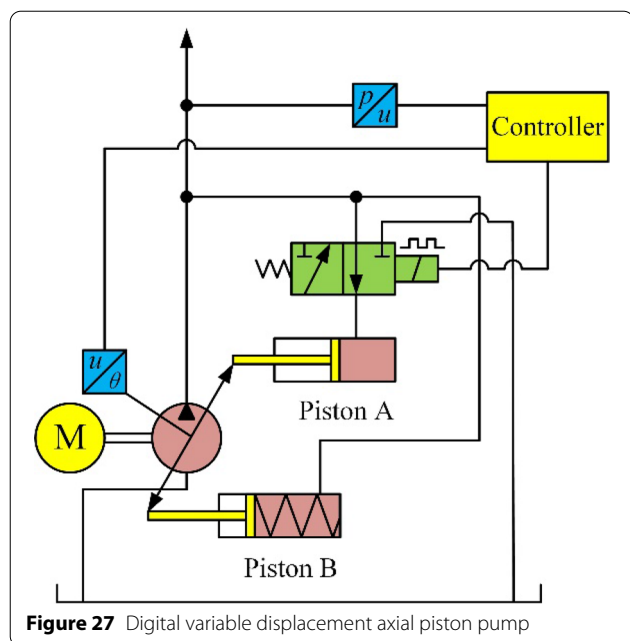 p
u
Controller
u
θ
M
Piston A
Piston B
Figure 27 Digital variable displacement axial piston pump